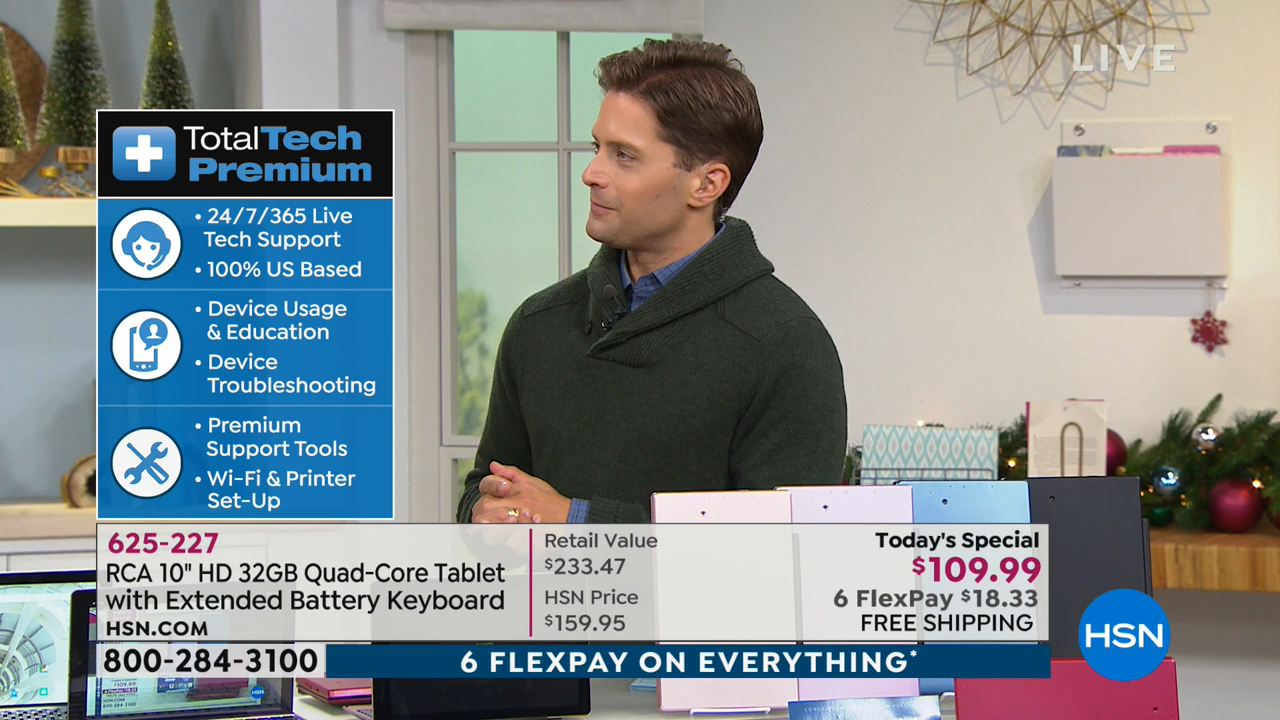 LIVE
TotalTech
Premium
• 24/7/365 Live
Tech Support
• 100% US Based
• Device Usage
& Education
• Device
Troubleshooting
• Premium
Support Tools
• Wi-Fi & Printer
Set-Up
625-227
RCA 10" HD 32GB Quad-Core Tablet
with Extended Battery Keyboard
HSN.COM
Retail Value
$233.47
HSN Price
$159.95
Today's Special
$109.99
6 FlexPay $18.33
FREE SHIPPING
HSN
800-284-3100
6 FLEXPAY ON EVERYTHING*